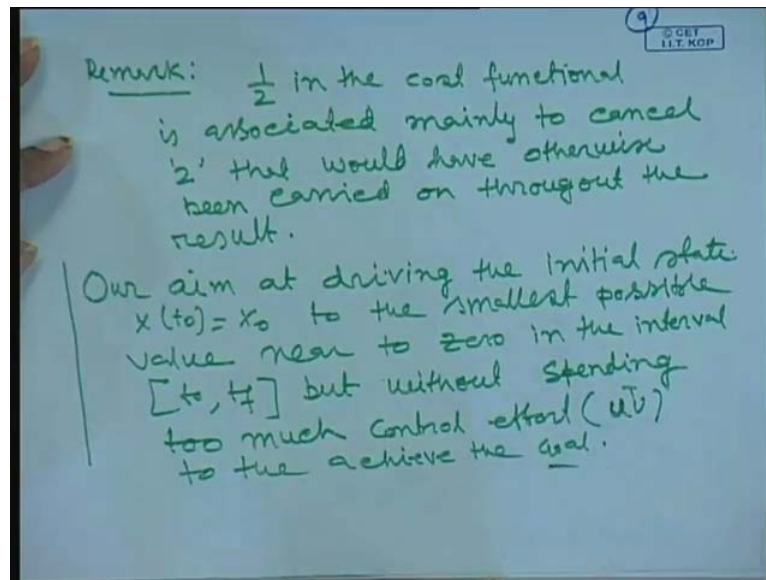 9
© CET
I.I.T. KGP
Remark: 1/2 in the cost functional
is associated mainly to cancel
'2' that would have otherwise
been carried on througout the
result.
Our aim at driving the initial state
x(t0) = x0 to the smallest possible
value near to zero in the interval
[t0, tf] but without spending
too much control effort (uᵀu)
to the achieve the goal.